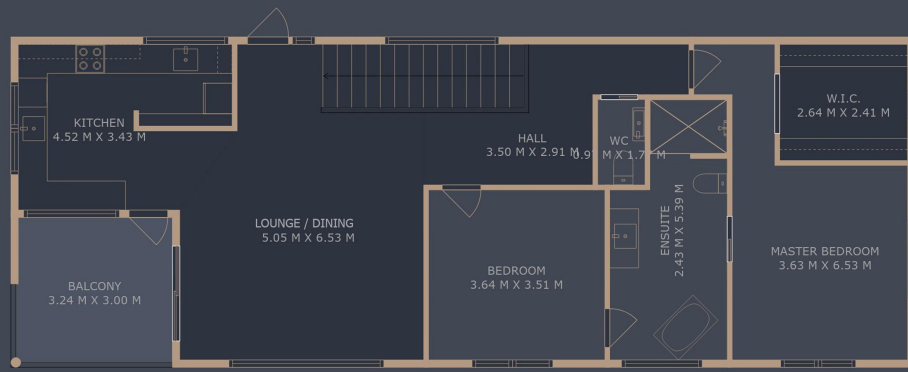 KITCHEN
4.52 M X 3.43 M
W.I.C.
2.64 M X 2.41 M
HALL
3.50 M X 2.91 M
WC
LOUNGE / DINING
5.05 M X 6.53 M
ENSUITE
2.43 M X 5.39 M
MASTER BEDROOM
3.63 M X 6.53 M
BEDROOM
3.64 M X 3.51 M
BALCONY
3.24 M X 3.00 M